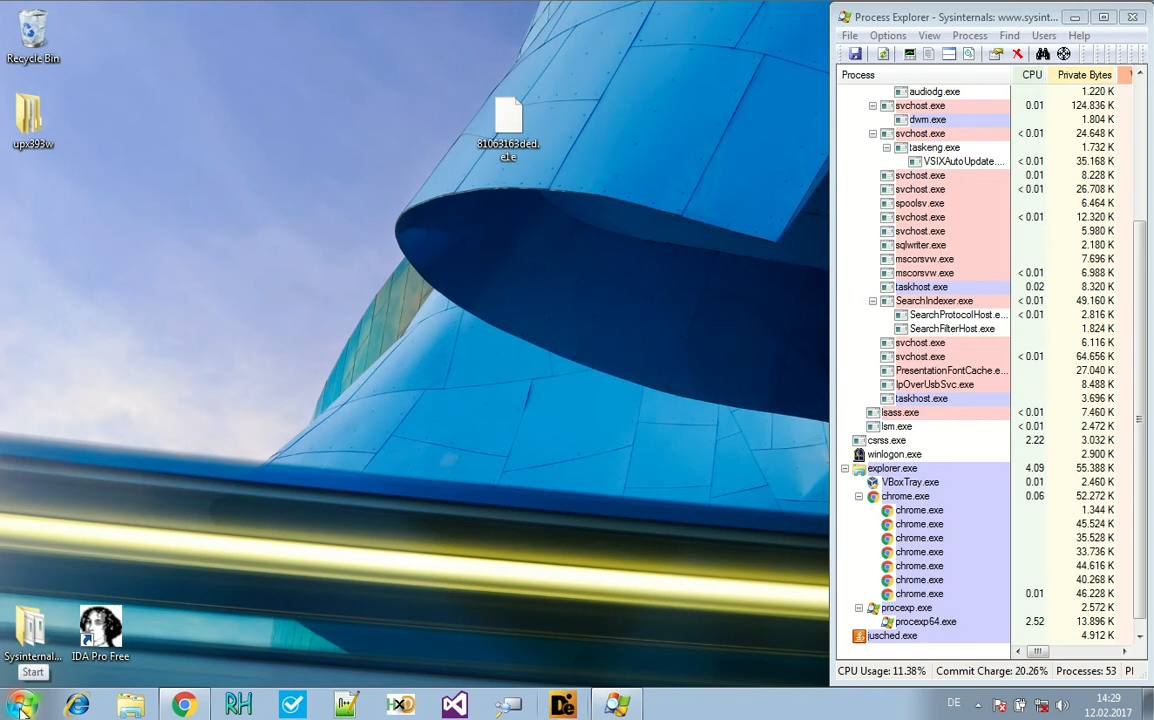 Recycle Bin
upx393w
81063163ded.
e1e
Sysinternal...
IDA Pro Free
Start
Process Explorer - Sysinternals: www.sysint...
File Options View Process Find Users Help
Process CPU Private Bytes
audiodg.exe 1.220 K
svchost.exe 0.01 124.836 K
dwm.exe 1.804 K
svchost.exe < 0.01 24.648 K
taskeng.exe 1.732 K
VSIXAutoUpdate.... < 0.01 35.168 K
svchost.exe 0.01 8.228 K
svchost.exe < 0.01 26.708 K
spoolsv.exe 6.464 K
svchost.exe < 0.01 12.320 K
svchost.exe 5.980 K
sqlwriter.exe 2.180 K
mscorsvw.exe 7.696 K
mscorsvw.exe < 0.01 6.988 K
taskhost.exe 0.02 8.320 K
SearchIndexer.exe < 0.01 49.160 K
SearchProtocolHost.e... < 0.01 2.816 K
SearchFilterHost.exe 1.824 K
svchost.exe 6.116 K
svchost.exe < 0.01 64.656 K
PresentationFontCache.e... 27.040 K
IpOverUsbSvc.exe 8.488 K
taskhost.exe 3.696 K
lsass.exe < 0.01 7.460 K
lsm.exe < 0.01 2.472 K
csrss.exe 2.22 3.032 K
winlogon.exe 2.900 K
explorer.exe 4.09 55.388 K
VBoxTray.exe 0.01 2.460 K
chrome.exe 0.06 52.272 K
chrome.exe 1.344 K
chrome.exe 45.524 K
chrome.exe 35.528 K
chrome.exe 33.736 K
chrome.exe 44.616 K
chrome.exe 40.268 K
chrome.exe 0.01 46.228 K
procexp.exe 2.572 K
procexp64.exe 2.52 13.896 K
jusched.exe 4.912 K
CPU Usage: 11.38% Commit Charge: 20.26% Processes: 53
RH
HXD
De
DE
14:29
12.02.2017